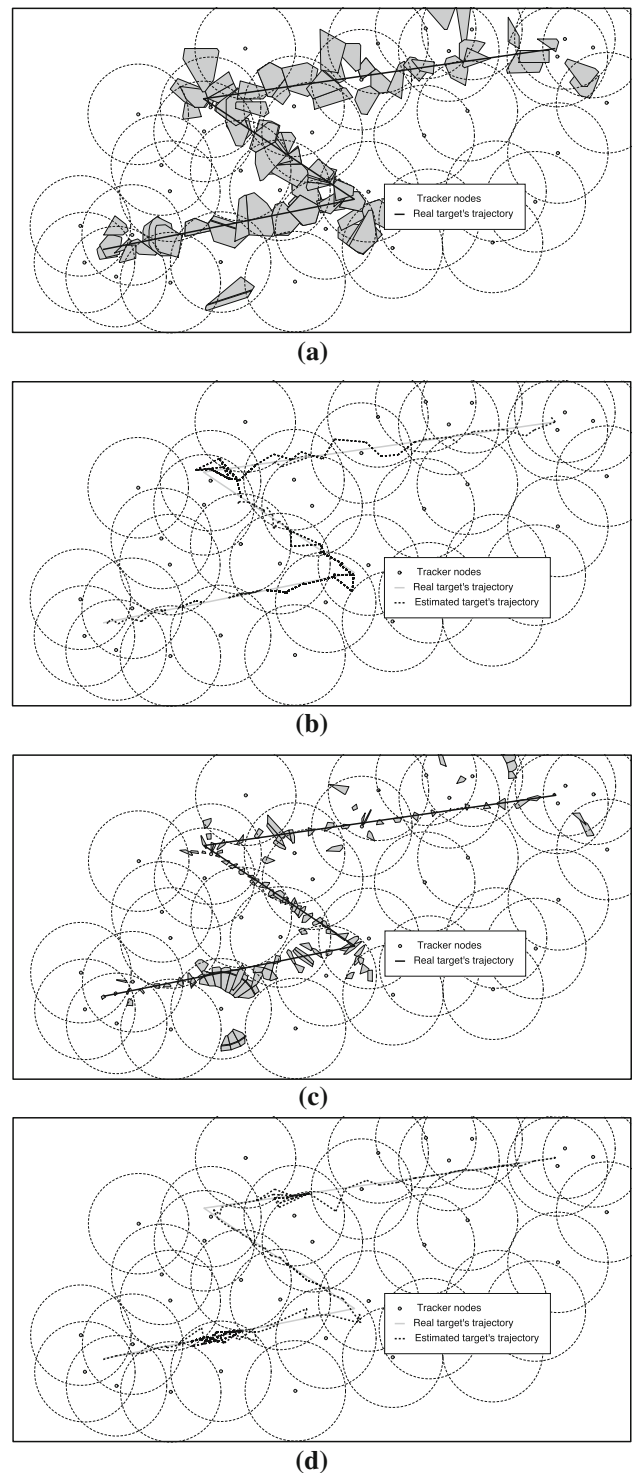 Tracker nodes
Real target's trajectory
(a)
Tracker nodes
Real target's trajectory
Estimated target's trajectory
(b)
Tracker nodes
Real target's trajectory
(c)
Tracker nodes
Real target's trajectory
Estimated target's trajectory
(d)